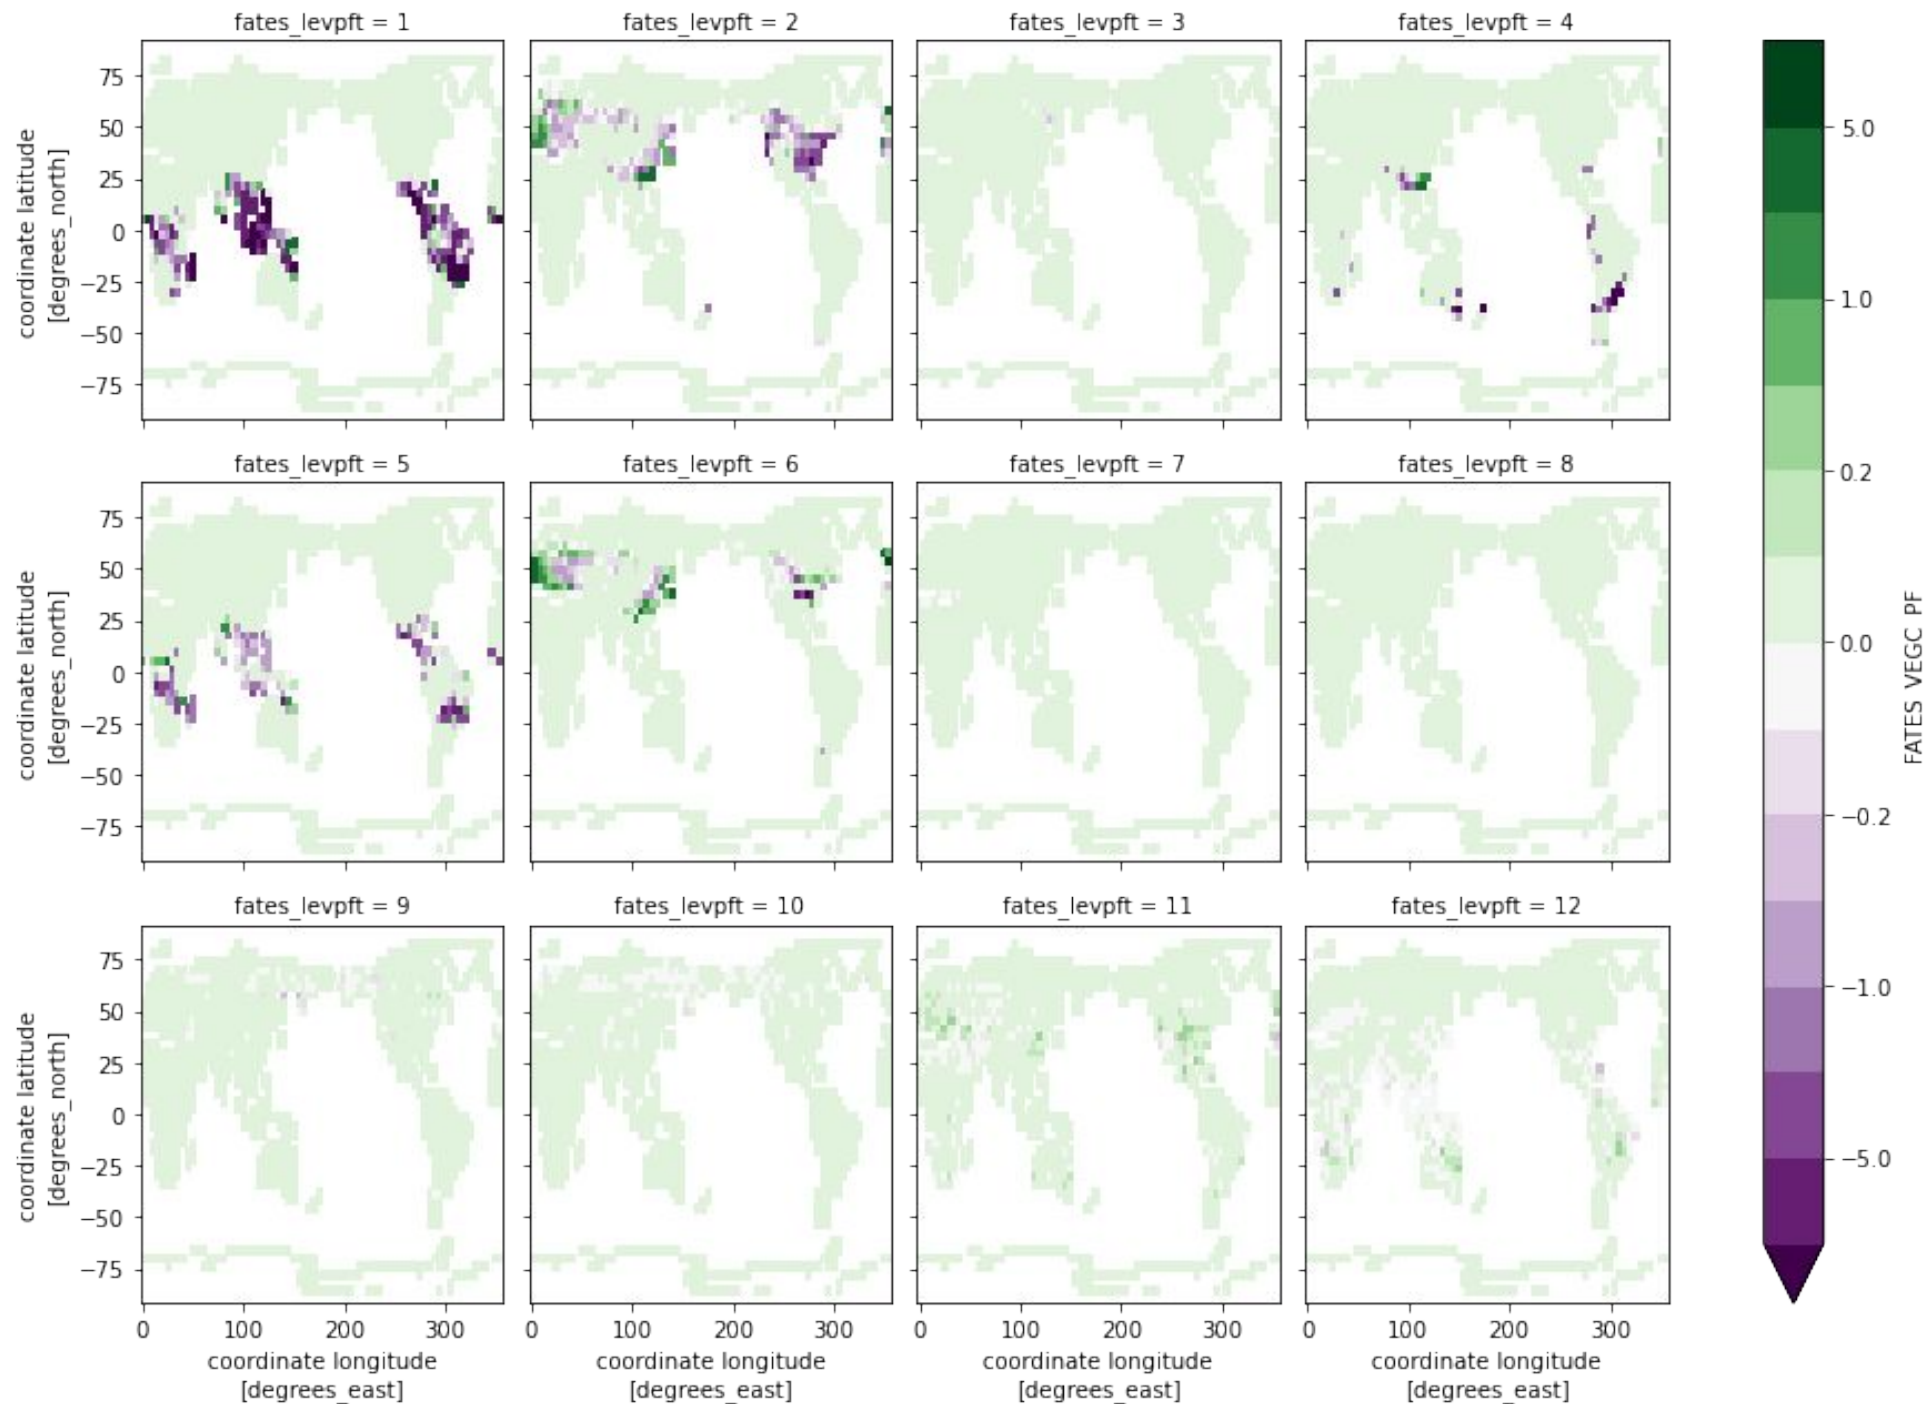 fates_levpft = 1
fates_levpft = 2
fates_levpft = 3
fates_levpft = 4
75
50
25
0
−25
−50
−75
coordinate latitude
[degrees_north]
fates_levpft = 5
fates_levpft = 6
fates_levpft = 7
fates_levpft = 8
75
50
25
0
−25
−50
−75
coordinate latitude
[degrees_north]
fates_levpft = 9
fates_levpft = 10
fates_levpft = 11
fates_levpft = 12
75
50
25
0
−25
−50
−75
coordinate latitude
[degrees_north]
0 100 200 300
coordinate longitude
[degrees_east]
0 100 200 300
coordinate longitude
[degrees_east]
0 100 200 300
coordinate longitude
[degrees_east]
0 100 200 300
coordinate longitude
[degrees_east]
5.0
1.0
0.2
0.0
−0.2
−1.0
−5.0
FATES_VEGC_PF